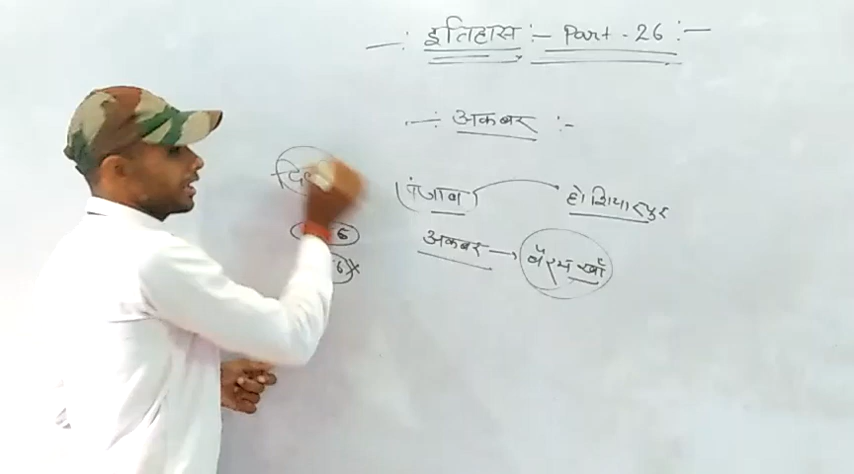 —: इतिहास :- Part - 26 :-
-: अकबर :-
पंजाब होशियारपुर
अकबर → बैरम खाँ